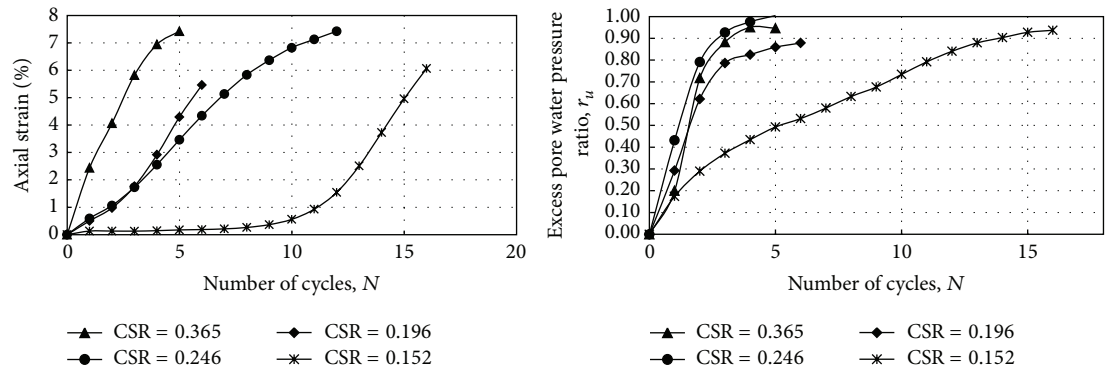 Axial strain (%)
8
7
6
5
4
3
2
1
0
0 5 10 15 20
Number of cycles, N
CSR = 0.365
CSR = 0.196
CSR = 0.246
CSR = 0.152
Excess pore water pressure
ratio, r_u
1.00
0.90
0.80
0.70
0.60
0.50
0.40
0.30
0.20
0.10
0.00
0 5 10 15
Number of cycles, N
CSR = 0.365
CSR = 0.196
CSR = 0.246
CSR = 0.152